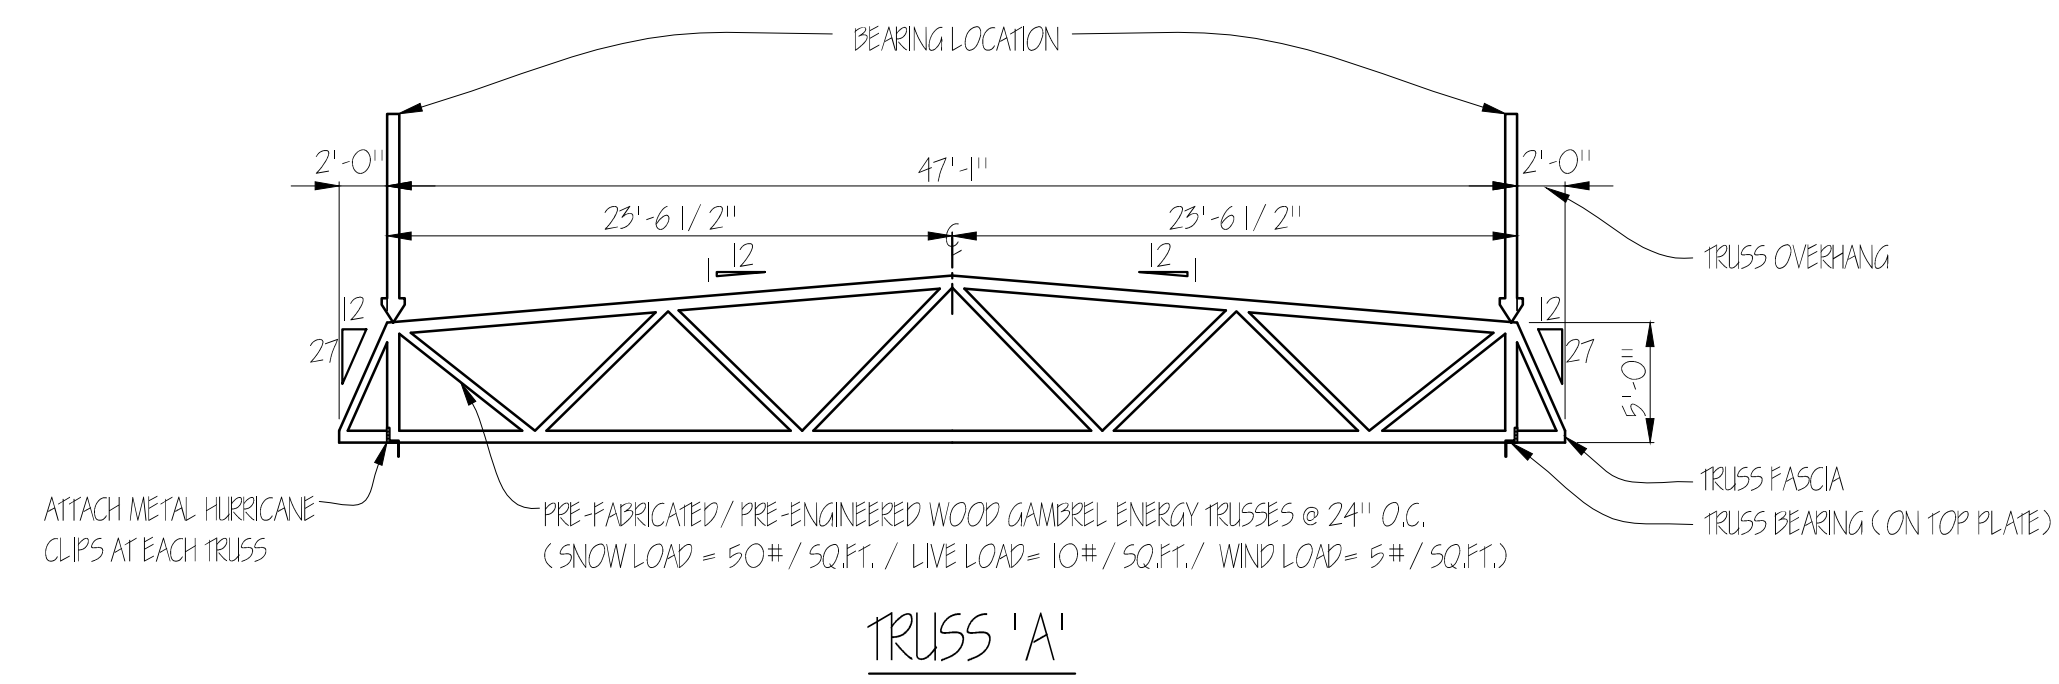 BEARING LOCATION
2'-0"
47'-1"
2'-0"
23'-6 1/2"
23'-6 1/2"
℄
12
1
12
1
TRUSS OVERHANG
12
27
12
27
5'-0"
TRUSS FASCIA
TRUSS BEARING (ON TOP PLATE)
ATTACH METAL HURRICANE
CLIPS AT EACH TRUSS
PRE-FABRICATED / PRE-ENGINEERED WOOD GAMBREL ENERGY TRUSSES @ 24" O.C.
(SNOW LOAD = 50#/SQ.FT. / LIVE LOAD= 10#/SQ.FT./ WIND LOAD= 5#/SQ.FT.)
TRUSS 'A'